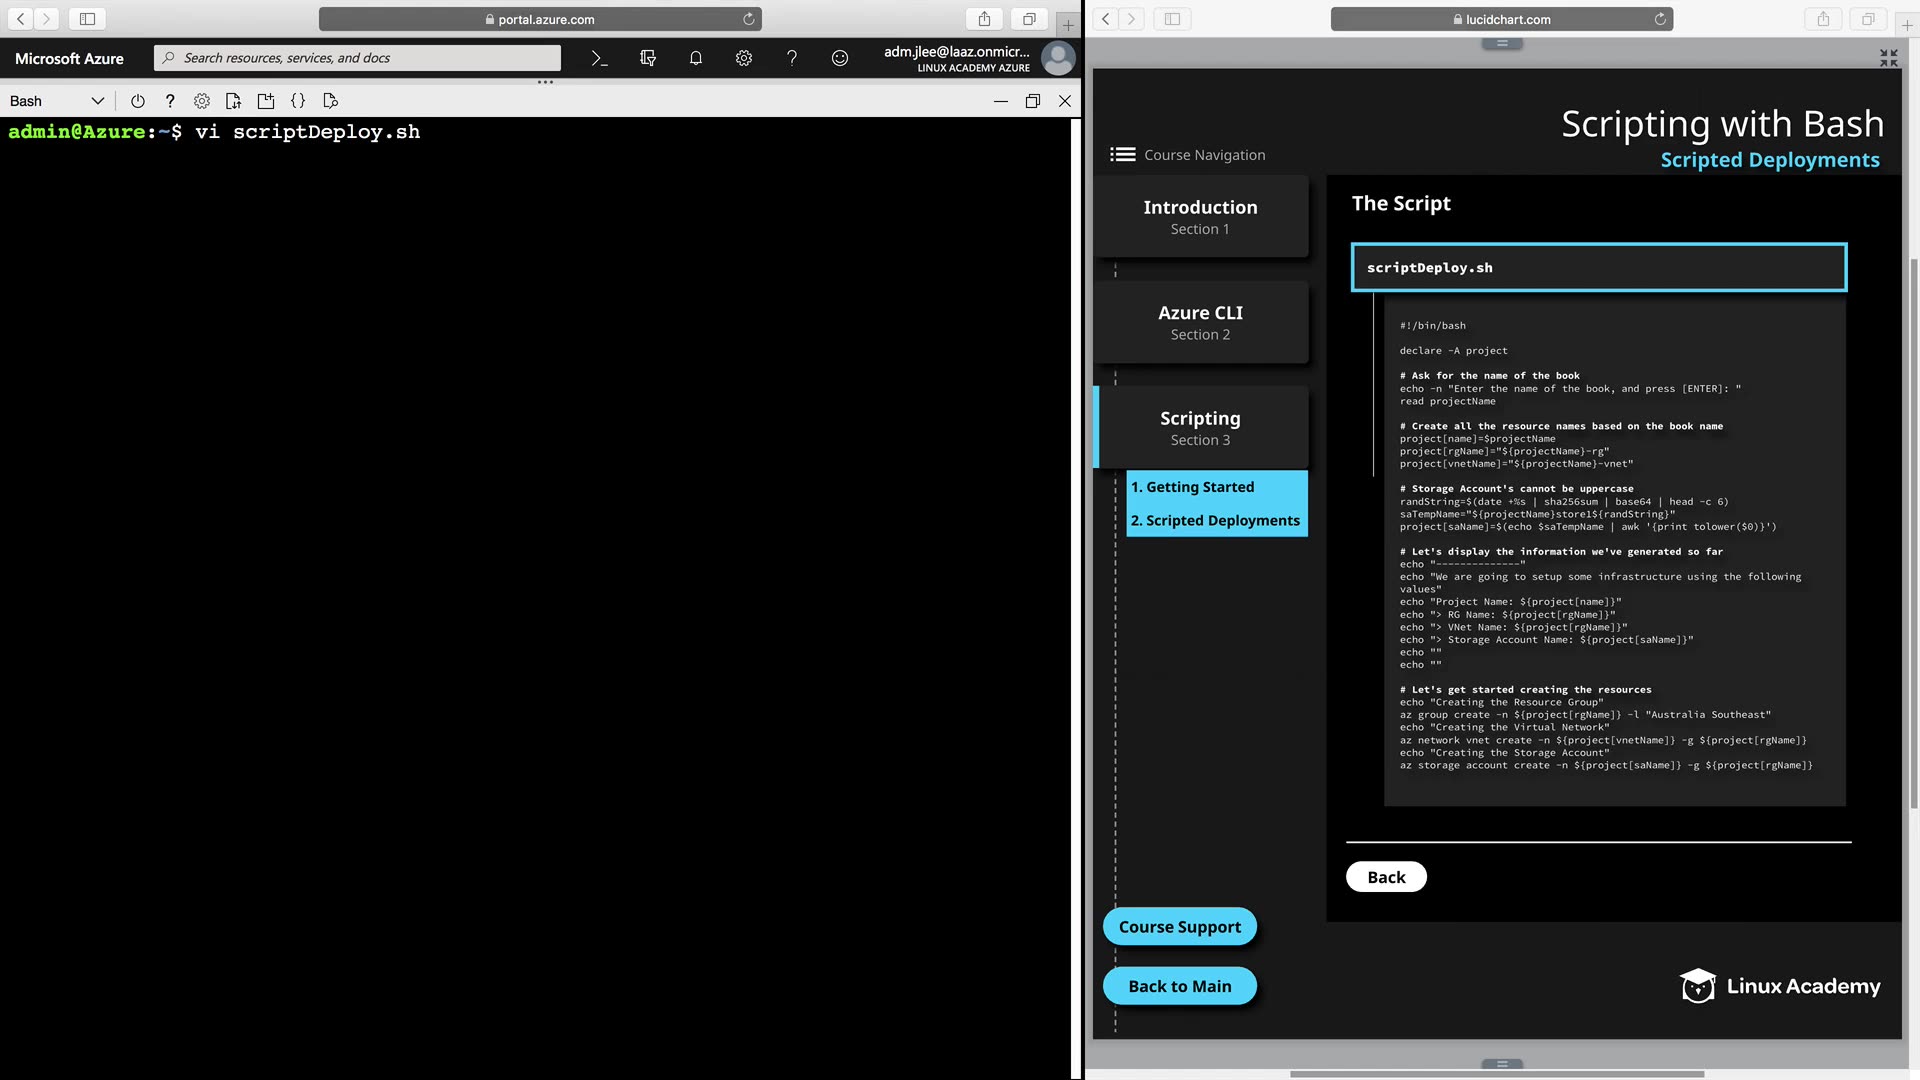 portal.azure.com
Microsoft Azure
Search resources, services, and docs
adm.jlee@laaz.onmicr...
LINUX ACADEMY AZURE
Bash
admin@Azure:~$ vi scriptDeploy.sh
lucidchart.com
Scripting with Bash
Scripted Deployments
Course Navigation
Introduction
Section 1
Azure CLI
Section 2
Scripting
Section 3
1. Getting Started
2. Scripted Deployments
Course Support
Back to Main
The Script
scriptDeploy.sh
#!/bin/bash
declare -A project
# Ask for the name of the book
echo -n "Enter the name of the book, and press [ENTER]: "
read projectName
# Create all the resource names based on the book name
project[name]=$projectName
project[rgName]="${projectName}-rg"
project[vnetName]="${projectName}-vnet"
# Storage Account's cannot be uppercase
randString=$(date +%s | sha256sum | base64 | head -c 6)
saTempName="${projectName}store1${randString}"
project[saName]=$(echo $saTempName | awk '{print tolower($0)}')
# Let's display the information we've generated so far
echo "--------------"
echo "We are going to setup some infrastructure using the following
values"
echo "Project Name: ${project[name]}"
echo "> RG Name: ${project[rgName]}"
echo "> VNet Name: ${project[rgName]}"
echo "> Storage Account Name: ${project[saName]}"
echo ""
echo ""
# Let's get started creating the resources
echo "Creating the Resource Group"
az group create -n ${project[rgName]} -l "Australia Southeast"
echo "Creating the Virtual Network"
az network vnet create -n ${project[vnetName]} -g ${project[rgName]}
echo "Creating the Storage Account"
az storage account create -n ${project[saName]} -g ${project[rgName]}
Back
Linux Academy